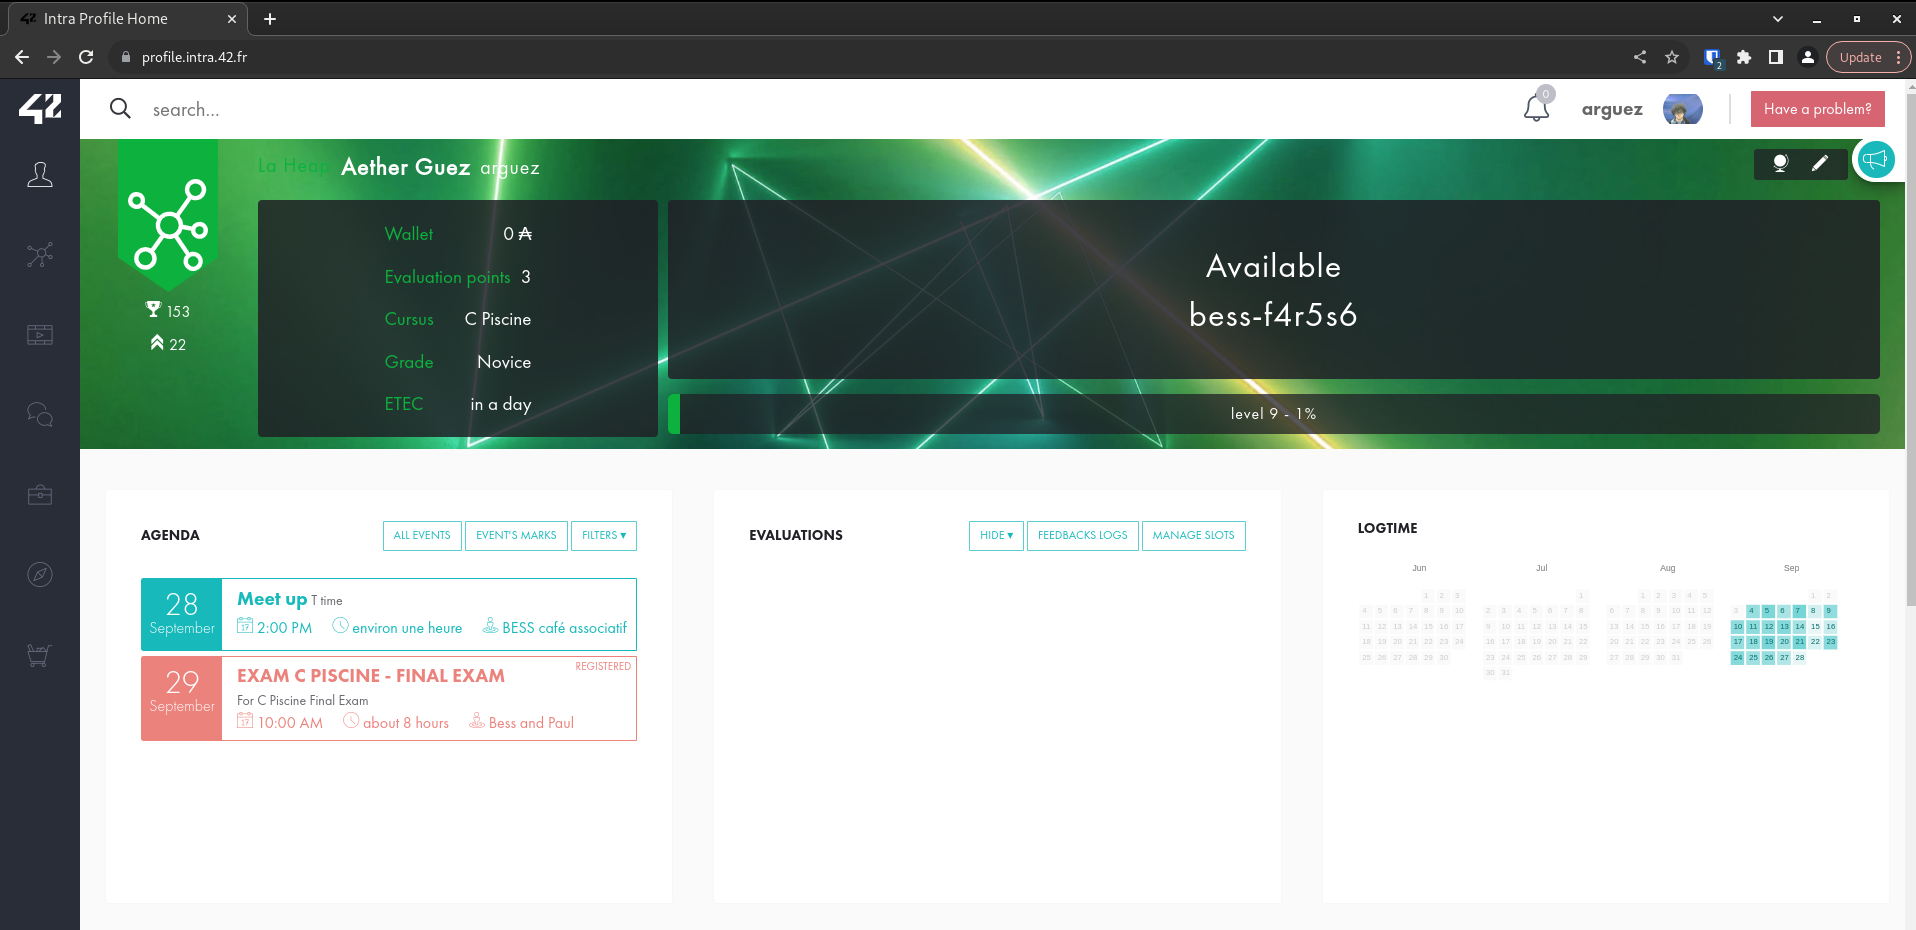 Intra Profile Home
profile.intra.42.fr
2
Update
42
search...
0
arguez
Have a problem?
La Heap Aether Guez arguez
153
22
Wallet 0 ₳
Evaluation points 3
Cursus C Piscine
Grade Novice
ETEC in a day
Available
bess-f4r5s6
level 9 - 1%
AGENDA
ALL EVENTS EVENT'S MARKS FILTERS ▾
28 September
Meet up T time
17 2:00 PM environ une heure BESS café associatif
29 September
REGISTERED
EXAM C PISCINE - FINAL EXAM
For C Piscine Final Exam
17 10:00 AM about 8 hours Bess and Paul
EVALUATIONS
HIDE ▾ FEEDBACKS LOGS MANAGE SLOTS
LOGTIME
Jun
1 2 3
4 5 6 7 8 9 10
11 12 13 14 15 16 17
18 19 20 21 22 23 24
25 26 27 28 29 30
Jul
1
2 3 4 5 6 7 8
9 10 11 12 13 14 15
16 17 18 19 20 21 22
23 24 25 26 27 28 29
30 31
Aug
1 2 3 4 5
6 7 8 9 10 11 12
13 14 15 16 17 18 19
20 21 22 23 24 25 26
27 28 29 30 31
Sep
1 2
3 4 5 6 7 8 9
10 11 12 13 14 15 16
17 18 19 20 21 22 23
24 25 26 27 28